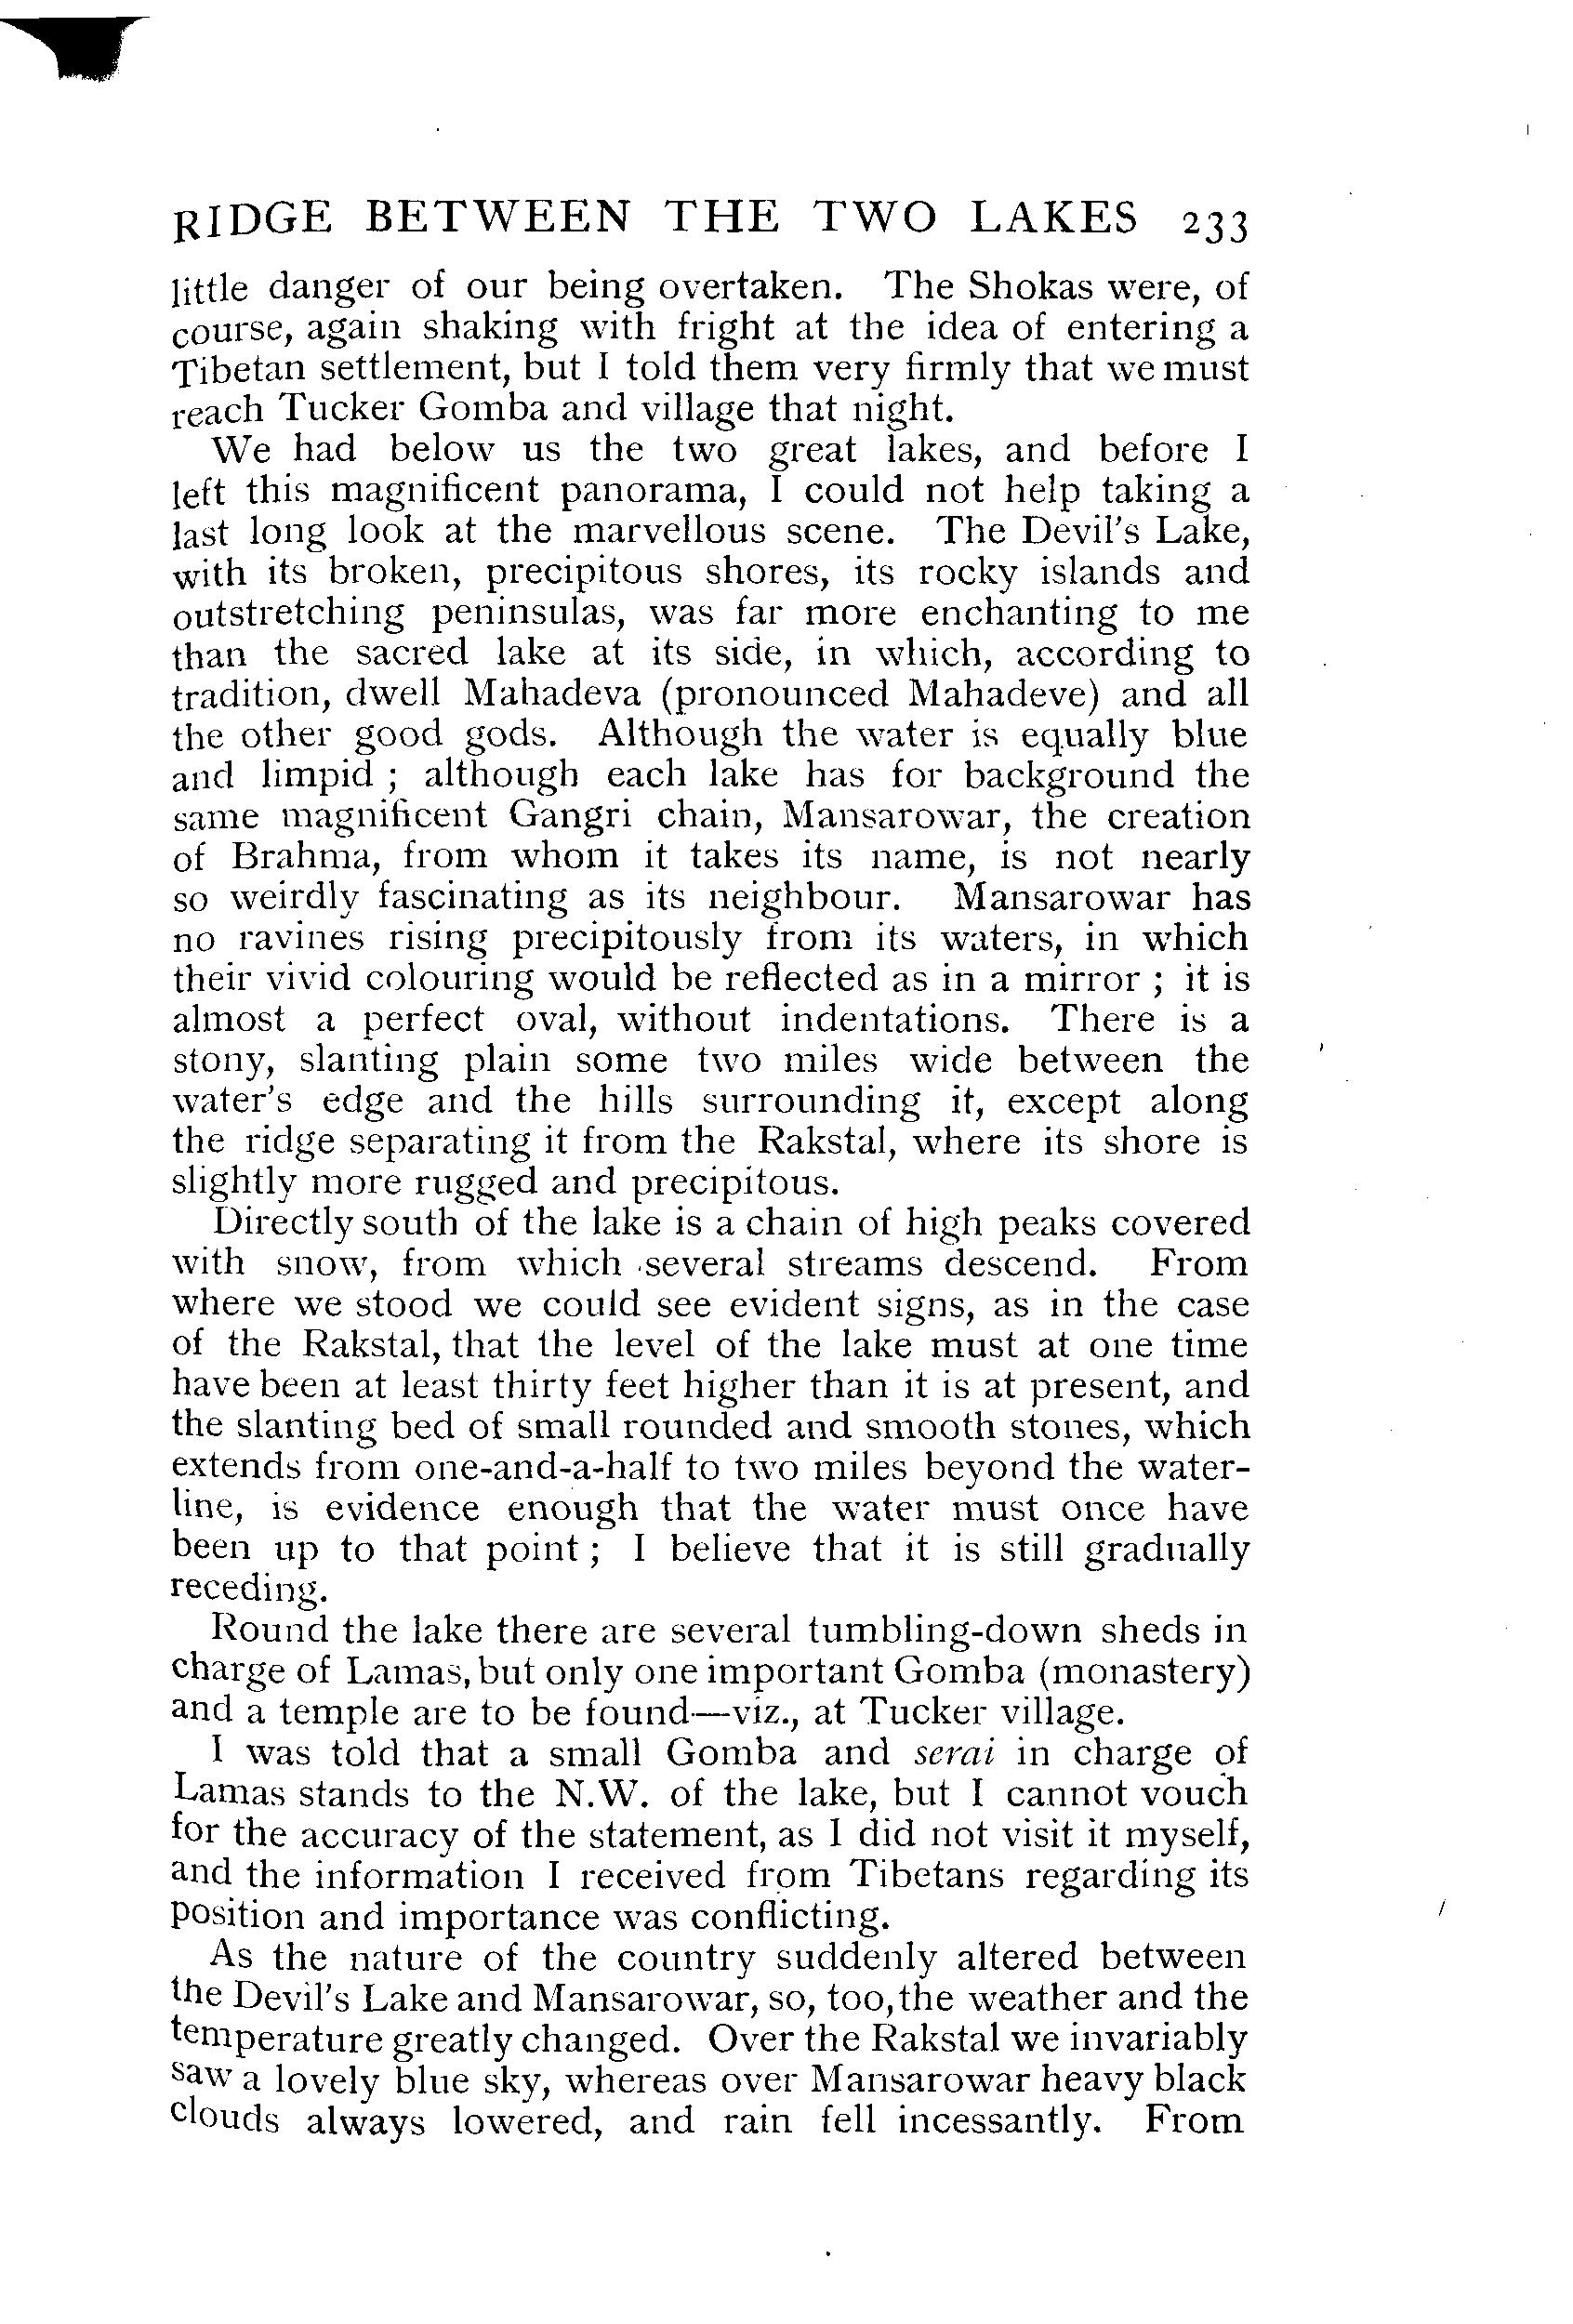 RIDGE BETWEEN THE TWO LAKES 233
little danger of our being overtaken. The Shokas were, of
course, again shaking with fright at the idea of entering a
Tibetan settlement, but I told them very firmly that we must
reach Tucker Gomba and village that night.
We had below us the two great lakes, and before I
left this magnificent panorama, I could not help taking a
last long look at the marvellous scene. The Devil's Lake,
with its broken, precipitous shores, its rocky islands and
outstretching peninsulas, was far more enchanting to me
than the sacred lake at its side, in which, according to
tradition, dwell Mahadeva (pronounced Mahadeve) and all
the other good gods. Although the water is equally blue
and limpid ; although each lake has for background the
same magnificent Gangri chain, Mansarowar, the creation
of Brahma, from whom it takes its name, is not nearly
so weirdly fascinating as its neighbour. Mansarowar has
no ravines rising precipitously from its waters, in which
their vivid colouring would be reflected as in a mirror ; it is
almost a perfect oval, without indentations. There is a
stony, slanting plain some two miles wide between the
water's edge and the hills surrounding it, except along
the ridge separating it from the Rakstal, where its shore is
slightly more rugged and precipitous.
Directly south of the lake is a chain of high peaks covered
with snow, from which several streams descend. From
where we stood we could see evident signs, as in the case
of the Rakstal, that the level of the lake must at one time
have been at least thirty feet higher than it is at present, and
the slanting bed of small rounded and smooth stones, which
extends from one-and-a-half to two miles beyond the water-
line, is evidence enough that the water must once have
been up to that point ; I believe that it is still gradually
receding.
Round the lake there are several tumbling-down sheds in
charge of Lamas, but only one important Gomba (monastery)
and a temple are to be found—viz., at Tucker village.
I was told that a small Gomba and serai in charge of
Lamas stands to the N.W. of the lake, but I cannot vouch
for the accuracy of the statement, as I did not visit it myself,
and the information I received from Tibetans regarding its
position and importance was conflicting.
As the nature of the country suddenly altered between
the Devil's Lake and Mansarowar, so, too, the weather and the
temperature greatly changed. Over the Rakstal we invariably
saw a lovely blue sky, whereas over Mansarowar heavy black
clouds always lowered, and rain fell incessantly. From